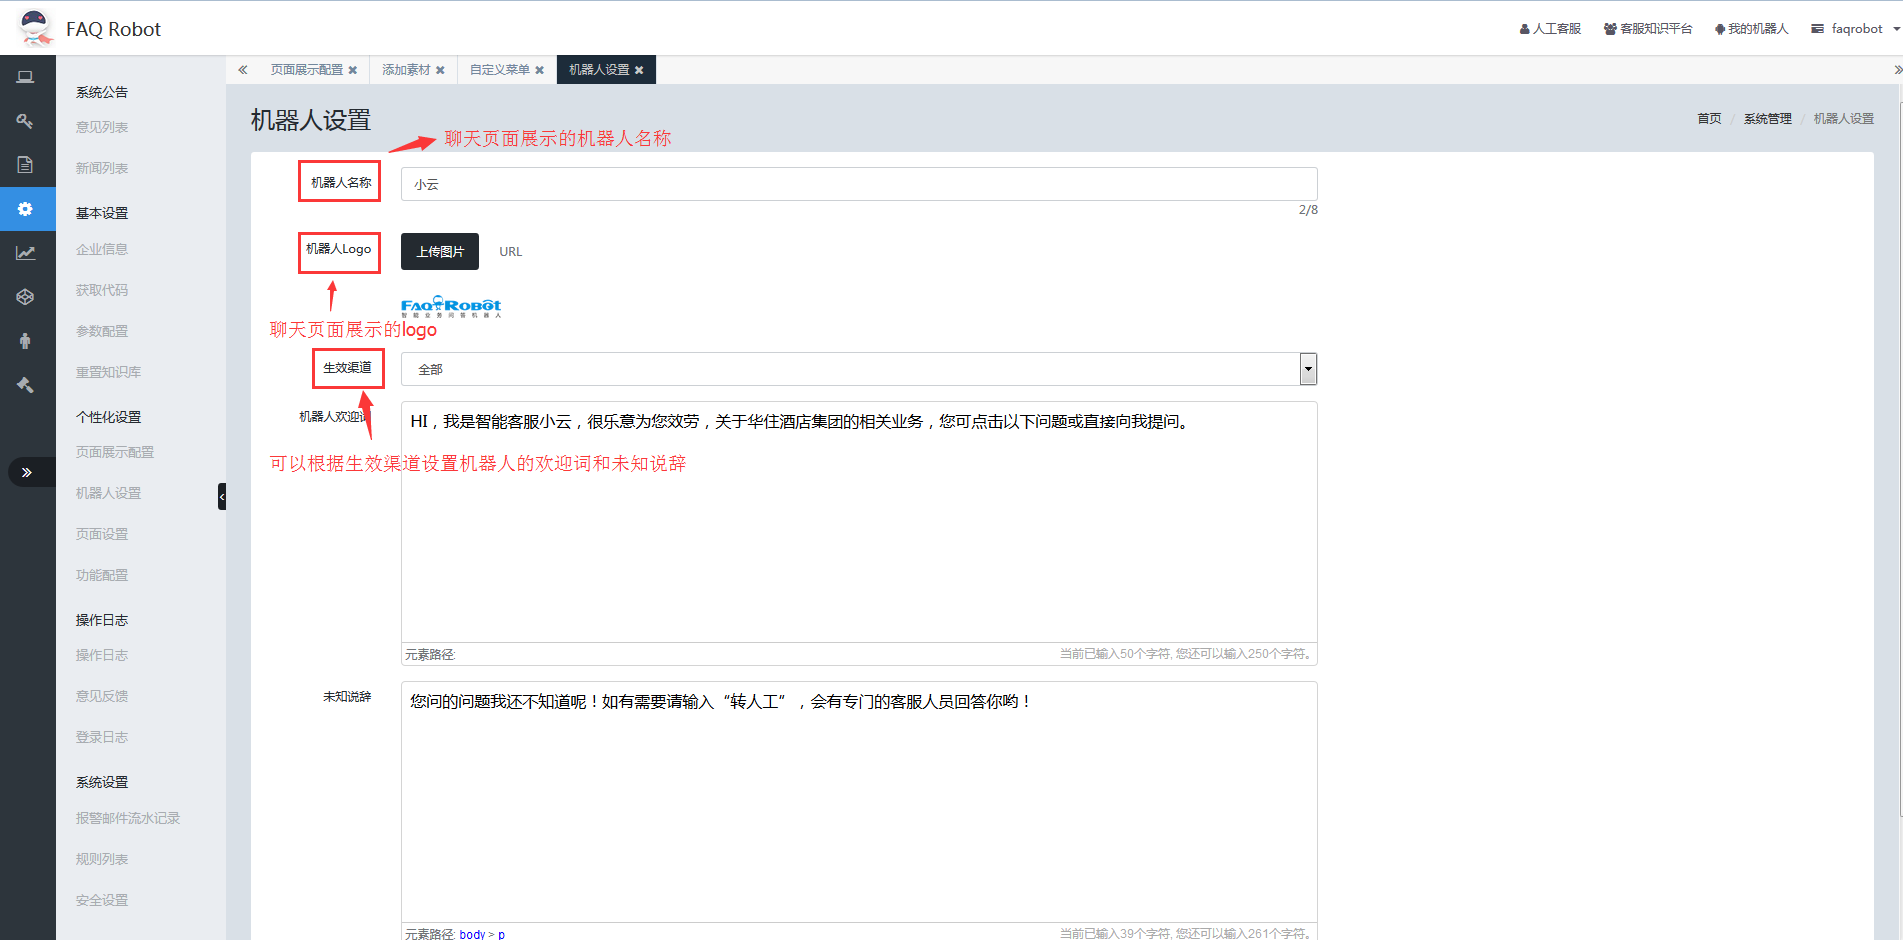 FAQ Robot
人工客服
客服知识平台
我的机器人
faqrobot
系统公告
意见列表
新闻列表
基本设置
企业信息
获取代码
参数配置
重置知识库
个性化设置
页面展示配置
机器人设置
页面设置
功能配置
操作日志
操作日志
意见反馈
登录日志
系统设置
报警邮件流水记录
规则列表
安全设置
页面展示配置
添加素材
自定义菜单
机器人设置
机器人设置
首页 / 系统管理 / 机器人设置
聊天页面展示的机器人名称
机器人名称
小云
2/8
机器人Logo
上传图片
URL
FAQ RoBoT
智能业务问答机器人
聊天页面展示的logo
生效渠道
全部
机器人欢迎词
HI，我是智能客服小云，很乐意为您效劳，关于华住酒店集团的相关业务，您可点击以下问题或直接向我提问。
可以根据生效渠道设置机器人的欢迎词和未知说辞
元素路径:
当前已输入50个字符, 您还可以输入250个字符。
未知说辞
您问的问题我还不知道呢！如有需要请输入“转人工”，会有专门的客服人员回答你哟！
元素路径: body > p
当前已输入39个字符, 您还可以输入261个字符。